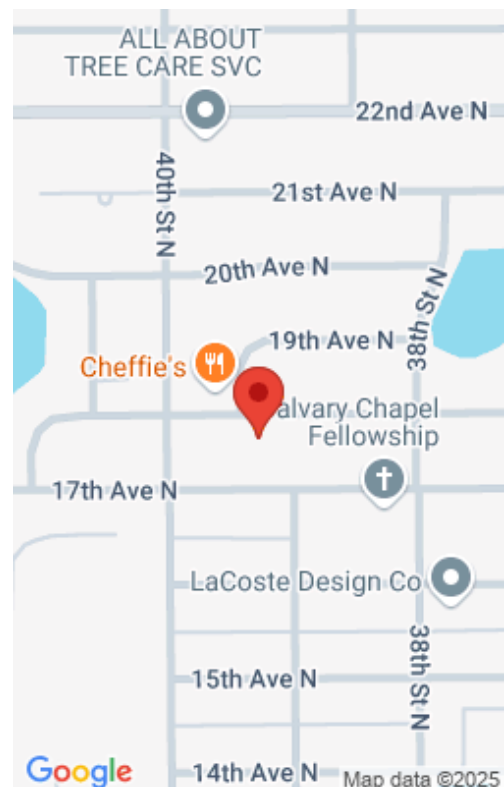 ALL ABOUT
TREE CARE SVC
22nd Ave N
40th St N
21st Ave N
20th Ave N
38th St N
19th Ave N
Cheffie's
alvary Chapel
Fellowship
17th Ave N
LaCoste Design Co
38th St N
15th Ave N
14th Ave N
Google
Map data ©2025